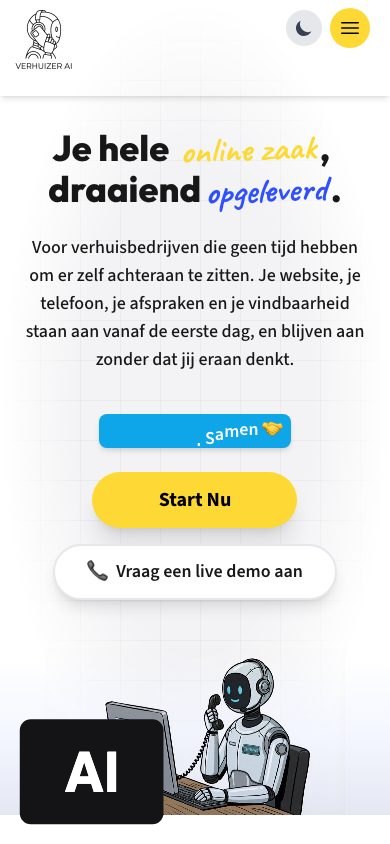 VERHUIZER AI
Je hele online zaak,
draaiend opgeleverd.
Voor verhuisbedrijven die geen tijd hebben
om er zelf achteraan te zitten. Je website, je
telefoon, je afspraken en je vindbaarheid
staan aan vanaf de eerste dag, en blijven aan
zonder dat jij eraan denkt.
. Samen 🤝
Start Nu
📞 Vraag een live demo aan
AI